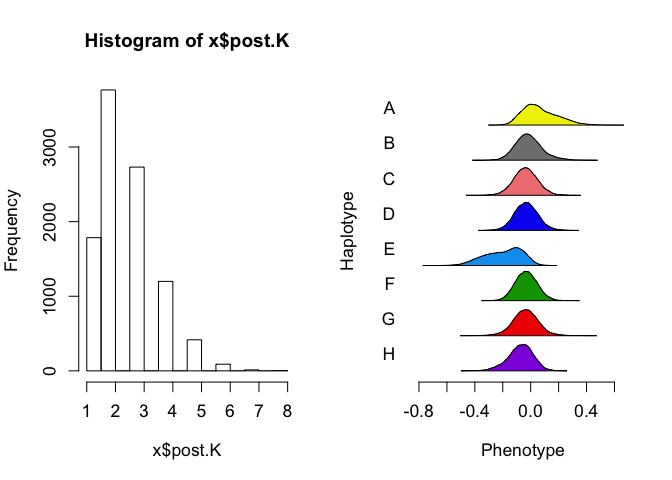 Histogram of x$post.K
Frequency
0
1000
2000
3000
1 2 3 4 5 6 7 8
x$post.K
Haplotype
A
B
C
D
E
F
G
H
-0.8 -0.4 0.0 0.4
Phenotype